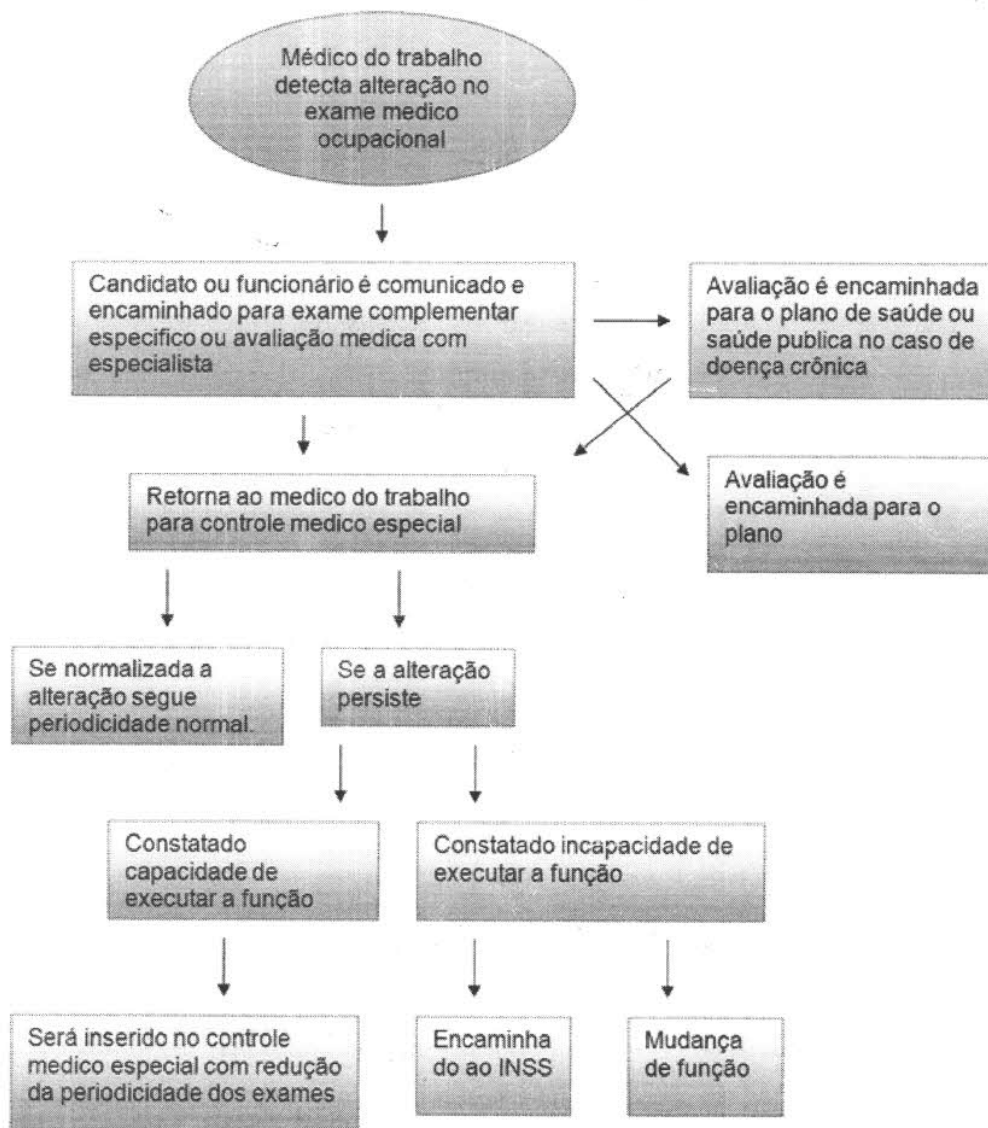 Médico do trabalho
detecta alteração no
exame medico
ocupacional
Candidato ou funcionário é comunicado e
encaminhado para exame complementar
especifico ou avaliação medica com
especialista
Avaliação é encaminhada
para o plano de saúde ou
saúde publica no caso de
doença crônica
Retorna ao medico do trabalho
para controle medico especial
Avaliação é
encaminhada para o
plano
Se normalizada a
alteração segue
periodicidade normal.
Se a alteração
persiste
Constatado
capacidade de
executar a função
Constatado incapacidade de
executar a função
Será inserido no controle
medico especial com redução
da periodicidade dos exames
Encaminha
do ao INSS
Mudança
de função